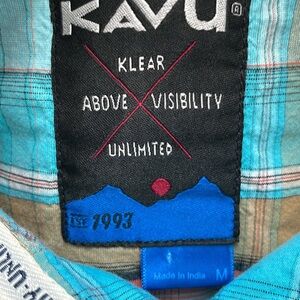 KAVU®
KLEAR
ABOVE VISIBILITY
UNLIMITED
EST 1993
Made in India M